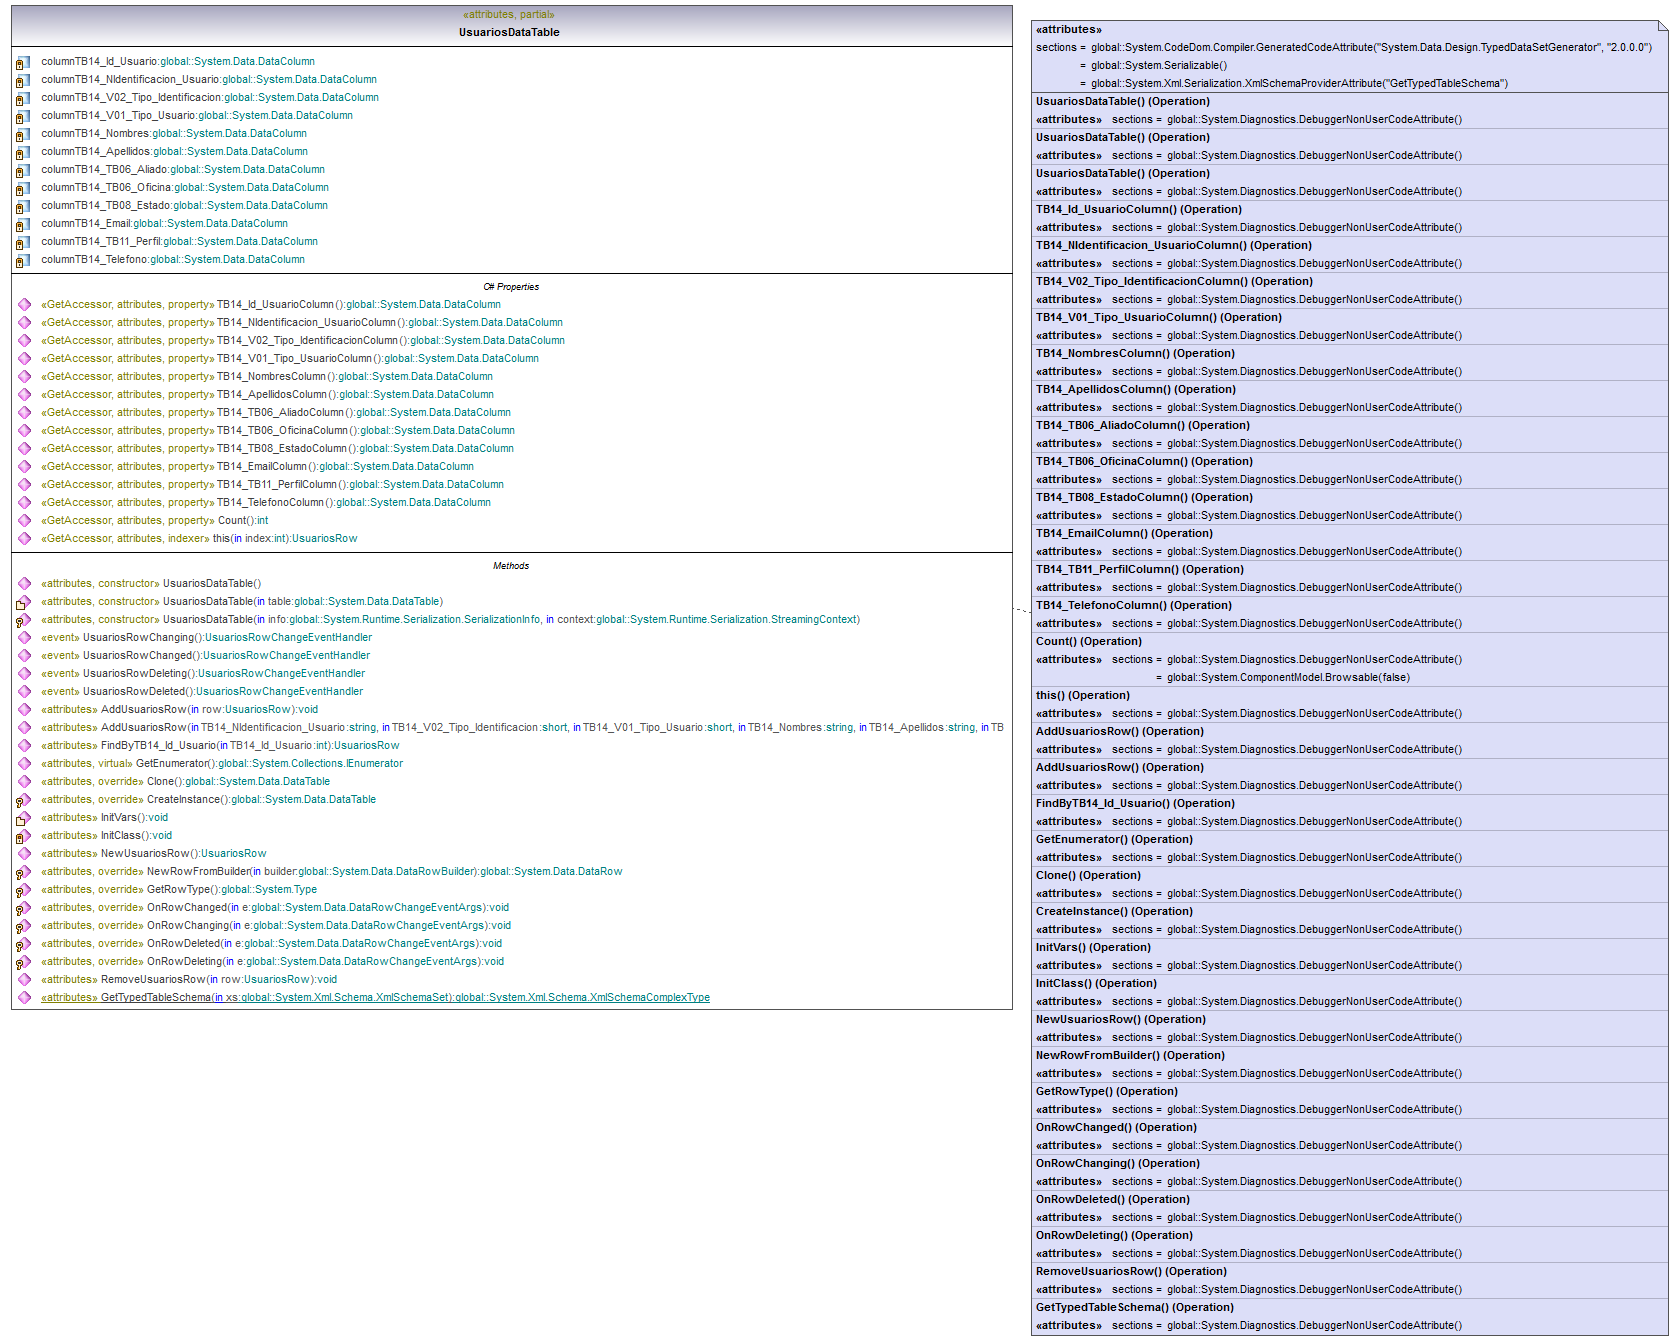 «attributes, partial»
UsuariosDataTable
columnTB14_Id_Usuario:global::System.Data.DataColumn
columnTB14_NIdentificacion_Usuario:global::System.Data.DataColumn
columnTB14_V02_Tipo_Identificacion:global::System.Data.DataColumn
columnTB14_V01_Tipo_Usuario:global::System.Data.DataColumn
columnTB14_Nombres:global::System.Data.DataColumn
columnTB14_Apellidos:global::System.Data.DataColumn
columnTB14_TB06_Aliado:global::System.Data.DataColumn
columnTB14_TB06_Oficina:global::System.Data.DataColumn
columnTB14_TB08_Estado:global::System.Data.DataColumn
columnTB14_Email:global::System.Data.DataColumn
columnTB14_TB11_Perfil:global::System.Data.DataColumn
columnTB14_Telefono:global::System.Data.DataColumn
C# Properties
«GetAccessor, attributes, property» TB14_Id_UsuarioColumn():global::System.Data.DataColumn
«GetAccessor, attributes, property» TB14_NIdentificacion_UsuarioColumn():global::System.Data.DataColumn
«GetAccessor, attributes, property» TB14_V02_Tipo_IdentificacionColumn():global::System.Data.DataColumn
«GetAccessor, attributes, property» TB14_V01_Tipo_UsuarioColumn():global::System.Data.DataColumn
«GetAccessor, attributes, property» TB14_NombresColumn():global::System.Data.DataColumn
«GetAccessor, attributes, property» TB14_ApellidosColumn():global::System.Data.DataColumn
«GetAccessor, attributes, property» TB14_TB06_AliadoColumn():global::System.Data.DataColumn
«GetAccessor, attributes, property» TB14_TB06_OficinaColumn():global::System.Data.DataColumn
«GetAccessor, attributes, property» TB14_TB08_EstadoColumn():global::System.Data.DataColumn
«GetAccessor, attributes, property» TB14_EmailColumn():global::System.Data.DataColumn
«GetAccessor, attributes, property» TB14_TB11_PerfilColumn():global::System.Data.DataColumn
«GetAccessor, attributes, property» TB14_TelefonoColumn():global::System.Data.DataColumn
«GetAccessor, attributes, property» Count():int
«GetAccessor, attributes, indexer» this(in index:int):UsuariosRow
Methods
«attributes, constructor» UsuariosDataTable()
«attributes, constructor» UsuariosDataTable(in table:global::System.Data.DataTable)
«attributes, constructor» UsuariosDataTable(in info:global::System.Runtime.Serialization.SerializationInfo, in context:global::System.Runtime.Serialization.StreamingContext)
«event» UsuariosRowChanging():UsuariosRowChangeEventHandler
«event» UsuariosRowChanged():UsuariosRowChangeEventHandler
«event» UsuariosRowDeleting():UsuariosRowChangeEventHandler
«event» UsuariosRowDeleted():UsuariosRowChangeEventHandler
«attributes» AddUsuariosRow(in row:UsuariosRow):void
«attributes» AddUsuariosRow(in TB14_NIdentificacion_Usuario:string, in TB14_V02_Tipo_Identificacion:short, in TB14_V01_Tipo_Usuario:short, in TB14_Nombres:string, in TB14_Apellidos:string, in TB
«attributes» FindByTB14_Id_Usuario(in TB14_Id_Usuario:int):UsuariosRow
«attributes, virtual» GetEnumerator():global::System.Collections.IEnumerator
«attributes, override» Clone():global::System.Data.DataTable
«attributes, override» CreateInstance():global::System.Data.DataTable
«attributes» InitVars():void
«attributes» InitClass():void
«attributes» NewUsuariosRow():UsuariosRow
«attributes, override» NewRowFromBuilder(in builder:global::System.Data.DataRowBuilder):global::System.Data.DataRow
«attributes, override» GetRowType():global::System.Type
«attributes, override» OnRowChanged(in e:global::System.Data.DataRowChangeEventArgs):void
«attributes, override» OnRowChanging(in e:global::System.Data.DataRowChangeEventArgs):void
«attributes, override» OnRowDeleted(in e:global::System.Data.DataRowChangeEventArgs):void
«attributes, override» OnRowDeleting(in e:global::System.Data.DataRowChangeEventArgs):void
«attributes» RemoveUsuariosRow(in row:UsuariosRow):void
«attributes» GetTypedTableSchema(in xs:global::System.Xml.Schema.XmlSchemaSet):global::System.Xml.Schema.XmlSchemaComplexType
«attributes»
sections = global::System.CodeDom.Compiler.GeneratedCodeAttribute("System.Data.Design.TypedDataSetGenerator", "2.0.0.0")
= global::System.Serializable()
= global::System.Xml.Serialization.XmlSchemaProviderAttribute("GetTypedTableSchema")
UsuariosDataTable() (Operation)
«attributes» sections = global::System.Diagnostics.DebuggerNonUserCodeAttribute()
UsuariosDataTable() (Operation)
«attributes» sections = global::System.Diagnostics.DebuggerNonUserCodeAttribute()
UsuariosDataTable() (Operation)
«attributes» sections = global::System.Diagnostics.DebuggerNonUserCodeAttribute()
TB14_Id_UsuarioColumn() (Operation)
«attributes» sections = global::System.Diagnostics.DebuggerNonUserCodeAttribute()
TB14_NIdentificacion_UsuarioColumn() (Operation)
«attributes» sections = global::System.Diagnostics.DebuggerNonUserCodeAttribute()
TB14_V02_Tipo_IdentificacionColumn() (Operation)
«attributes» sections = global::System.Diagnostics.DebuggerNonUserCodeAttribute()
TB14_V01_Tipo_UsuarioColumn() (Operation)
«attributes» sections = global::System.Diagnostics.DebuggerNonUserCodeAttribute()
TB14_NombresColumn() (Operation)
«attributes» sections = global::System.Diagnostics.DebuggerNonUserCodeAttribute()
TB14_ApellidosColumn() (Operation)
«attributes» sections = global::System.Diagnostics.DebuggerNonUserCodeAttribute()
TB14_TB06_AliadoColumn() (Operation)
«attributes» sections = global::System.Diagnostics.DebuggerNonUserCodeAttribute()
TB14_TB06_OficinaColumn() (Operation)
«attributes» sections = global::System.Diagnostics.DebuggerNonUserCodeAttribute()
TB14_TB08_EstadoColumn() (Operation)
«attributes» sections = global::System.Diagnostics.DebuggerNonUserCodeAttribute()
TB14_EmailColumn() (Operation)
«attributes» sections = global::System.Diagnostics.DebuggerNonUserCodeAttribute()
TB14_TB11_PerfilColumn() (Operation)
«attributes» sections = global::System.Diagnostics.DebuggerNonUserCodeAttribute()
TB14_TelefonoColumn() (Operation)
«attributes» sections = global::System.Diagnostics.DebuggerNonUserCodeAttribute()
Count() (Operation)
«attributes» sections = global::System.Diagnostics.DebuggerNonUserCodeAttribute()
= global::System.ComponentModel.Browsable(false)
this() (Operation)
«attributes» sections = global::System.Diagnostics.DebuggerNonUserCodeAttribute()
AddUsuariosRow() (Operation)
«attributes» sections = global::System.Diagnostics.DebuggerNonUserCodeAttribute()
AddUsuariosRow() (Operation)
«attributes» sections = global::System.Diagnostics.DebuggerNonUserCodeAttribute()
FindByTB14_Id_Usuario() (Operation)
«attributes» sections = global::System.Diagnostics.DebuggerNonUserCodeAttribute()
GetEnumerator() (Operation)
«attributes» sections = global::System.Diagnostics.DebuggerNonUserCodeAttribute()
Clone() (Operation)
«attributes» sections = global::System.Diagnostics.DebuggerNonUserCodeAttribute()
CreateInstance() (Operation)
«attributes» sections = global::System.Diagnostics.DebuggerNonUserCodeAttribute()
InitVars() (Operation)
«attributes» sections = global::System.Diagnostics.DebuggerNonUserCodeAttribute()
InitClass() (Operation)
«attributes» sections = global::System.Diagnostics.DebuggerNonUserCodeAttribute()
NewUsuariosRow() (Operation)
«attributes» sections = global::System.Diagnostics.DebuggerNonUserCodeAttribute()
NewRowFromBuilder() (Operation)
«attributes» sections = global::System.Diagnostics.DebuggerNonUserCodeAttribute()
GetRowType() (Operation)
«attributes» sections = global::System.Diagnostics.DebuggerNonUserCodeAttribute()
OnRowChanged() (Operation)
«attributes» sections = global::System.Diagnostics.DebuggerNonUserCodeAttribute()
OnRowChanging() (Operation)
«attributes» sections = global::System.Diagnostics.DebuggerNonUserCodeAttribute()
OnRowDeleted() (Operation)
«attributes» sections = global::System.Diagnostics.DebuggerNonUserCodeAttribute()
OnRowDeleting() (Operation)
«attributes» sections = global::System.Diagnostics.DebuggerNonUserCodeAttribute()
RemoveUsuariosRow() (Operation)
«attributes» sections = global::System.Diagnostics.DebuggerNonUserCodeAttribute()
GetTypedTableSchema() (Operation)
«attributes» sections = global::System.Diagnostics.DebuggerNonUserCodeAttribute()